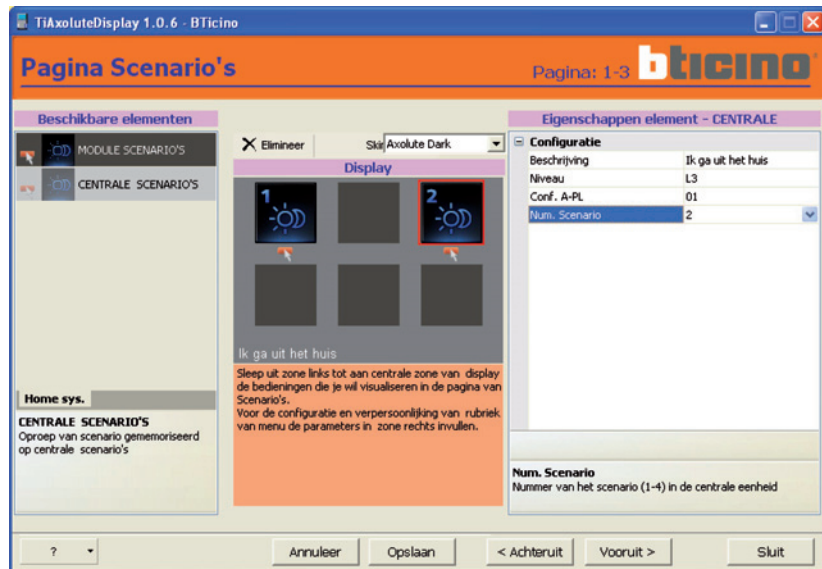 TiAxoluteDisplay 1.0.6 - BTicino
Pagina Scenario's
Pagina: 1-3
bticino
Beschikbare elementen
MODULE SCENARIO'S
CENTRALE SCENARIO'S
Home sys.
CENTRALE SCENARIO'S
Oproep van scenario gememoriseerd
op centrale scenario's
Elimineer
Skin
Axolute Dark
Display
1
2
Ik ga uit het huis
Sleep uit zone links tot aan centrale zone van display
de bedieningen die je wil visualiseren in de pagina van
Scenario's.
Voor de configuratie en verpersoonlijking van rubriek
van menu de parameters in zone rechts invullen.
Eigenschappen element - CENTRALE
Configuratie
Beschrijving Ik ga uit het huis
Niveau L3
Conf. A-PL 01
Num. Scenario 2
Num. Scenario
Nummer van het scenario (1-4) in de centrale eenheid
?
Annuleer
Opslaan
< Achteruit
Vooruit >
Sluit